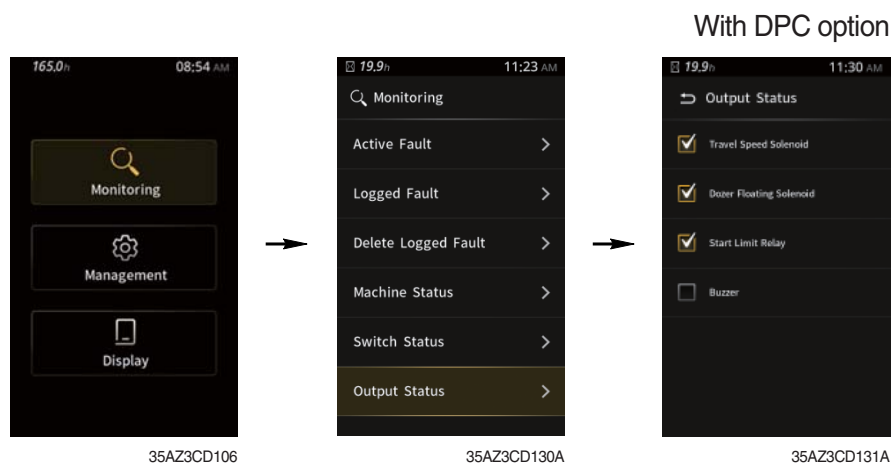 With DPC option
165.0h 08:54 AM
Monitoring
Management
Display
35AZ3CD106
19.9h 11:23 AM
Monitoring
Active Fault
Logged Fault
Delete Logged Fault
Machine Status
Switch Status
Output Status
35AZ3CD130A
19.9h 11:30 AM
Output Status
Travel Speed Solenoid
Dozer Floating Solenoid
Start Limit Relay
Buzzer
35AZ3CD131A